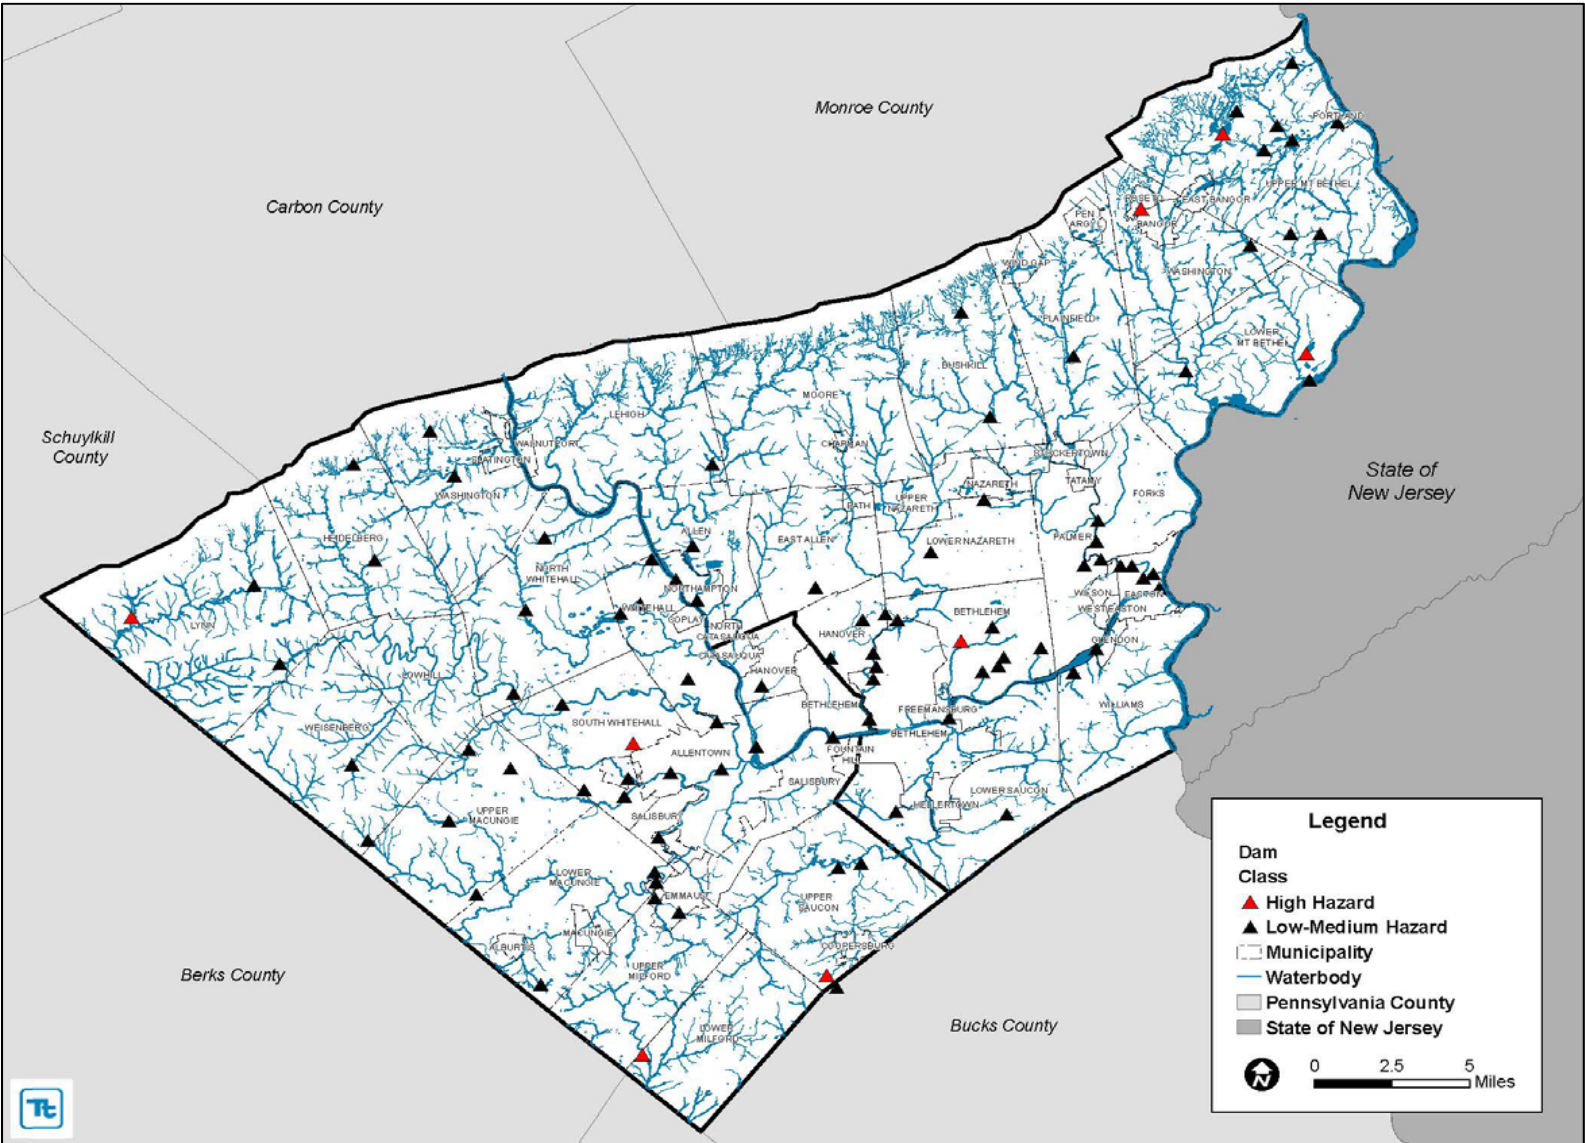 Monroe County
PORTLAND
UPPER MT BETHEL
Carbon County
ROSETO
EAST BANGOR
PEN
ARGYL
BANGOR
WIND GAP
WASHINGTON
PLAINFIELD
LOWER
MT BETHEL
BUSHKILL
MOORE
LEHIGH
Schuylkill
County
WALNUTPORT
CHAPMAN
SLATINGTON
STOCKERTOWN
State of
New Jersey
WASHINGTON
NAZARETH
TATAMY
FORKS
BATH
UPPER
NAZARETH
HEIDELBERG
ALLEN
EAST ALLEN
LOWER NAZARETH
PALMER
NORTH
WHITEHALL
NORTHAMPTON
WILSON
EASTON
WHITEHALL
COPLAY
BETHLEHEM
WEST EASTON
LYNN
NORTH
CATASAUQUA
HANOVER
GLENDON
CATASAUQUA
LOWHILL
HANOVER
BETHLEHEM
FREEMANSBURG
WILLIAMS
WEISENBERG
SOUTH WHITEHALL
BETHLEHEM
ALLENTOWN
FOUNTAIN
HILL
SALISBURY
LOWER SAUCON
HELLERTOWN
UPPER
MACUNGIE
SALISBURY
LOWER
MACUNGIE
EMMAUS
UPPER
SAUCON
MACUNGIE
ALBURTIS
COOPERSBURG
UPPER
MILFORD
Berks County
LOWER
MILFORD
Bucks County
Legend
Dam
Class
High Hazard
Low-Medium Hazard
Municipality
Waterbody
Pennsylvania County
State of New Jersey
N
0 2.5 5
Miles
Tt